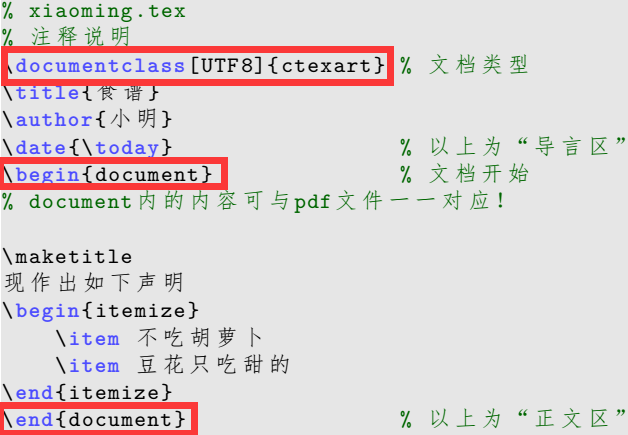 % xiaoming.tex
% 注释说明
\documentclass[UTF8]{ctexart} % 文档类型
\title{食谱}
\author{小明}
\date{\today} % 以上为“导言区”
\begin{document} % 文档开始
% document内的内容可与pdf文件一一对应!
\maketitle
现作出如下声明
\begin{itemize}
\item 不吃胡萝卜
\item 豆花只吃甜的
\end{itemize}
\end{document} % 以上为“正文区”